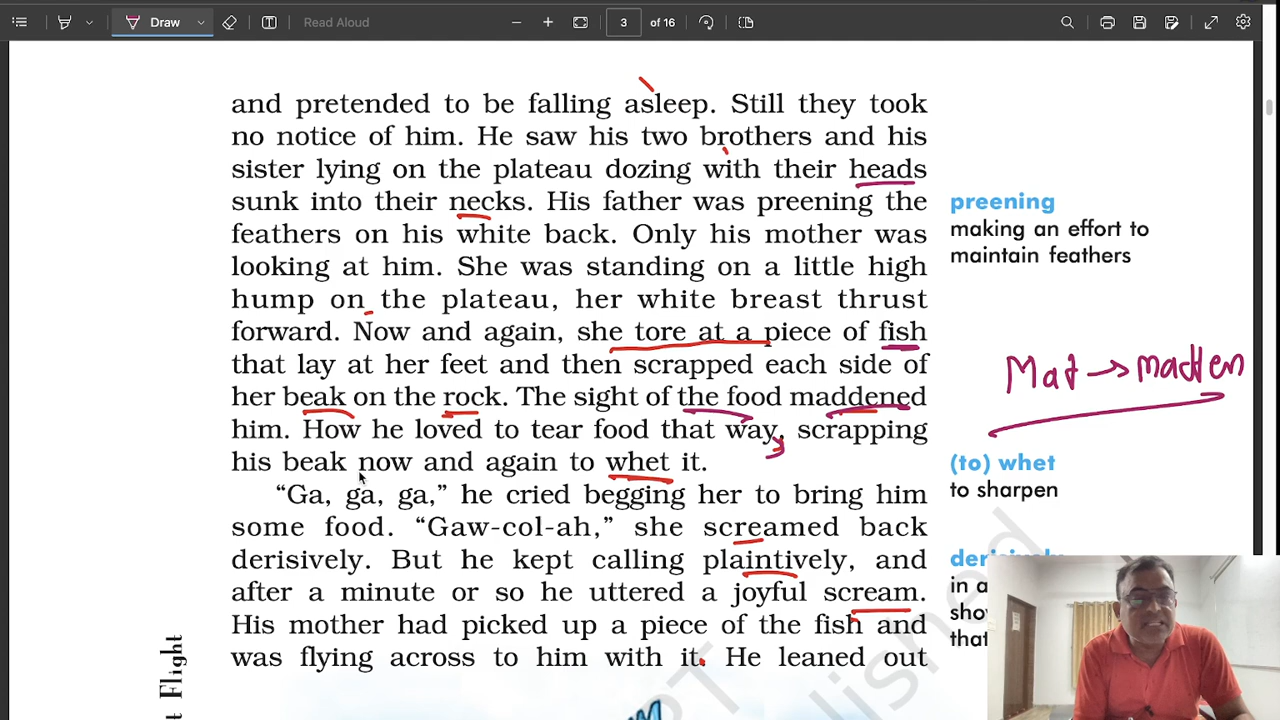 Draw
Read Aloud
3
of 16
and pretended to be falling asleep. Still they took
no notice of him. He saw his two brothers and his
sister lying on the plateau dozing with their heads
sunk into their necks. His father was preening the
feathers on his white back. Only his mother was
looking at him. She was standing on a little high
hump on the plateau, her white breast thrust
forward. Now and again, she tore at a piece of fish
that lay at her feet and then scrapped each side of
her beak on the rock. The sight of the food maddened
him. How he loved to tear food that way, scrapping
his beak now and again to whet it.
“Ga, ga, ga,” he cried begging her to bring him
some food. “Gaw-col-ah,” she screamed back
derisively. But he kept calling plaintively, and
after a minute or so he uttered a joyful scream.
His mother had picked up a piece of the fish and
was flying across to him with it. He leaned out
preening
making an effort to
maintain feathers
(to) whet
to sharpen
in a
Flight